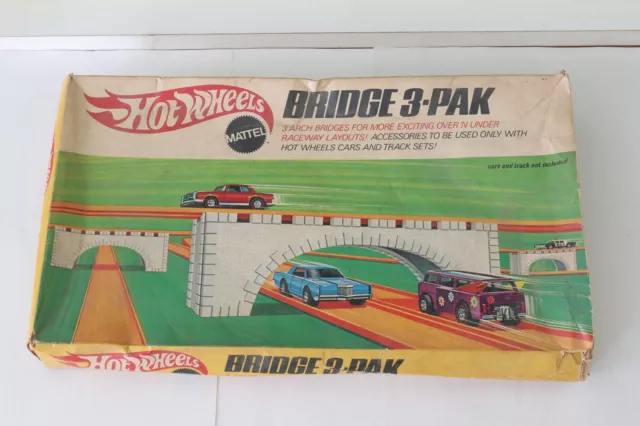 HOT WHEELS
MATTEL
BRIDGE 3-PAK
3 ARCH BRIDGES FOR MORE EXCITING OVER 'N UNDER
RACEWAY LAYOUTS! ACCESSORIES TO BE USED ONLY WITH
HOT WHEELS CARS AND TRACK SETS!
cars and track not included!
HOT WHEELS
BRIDGE 3-PAK